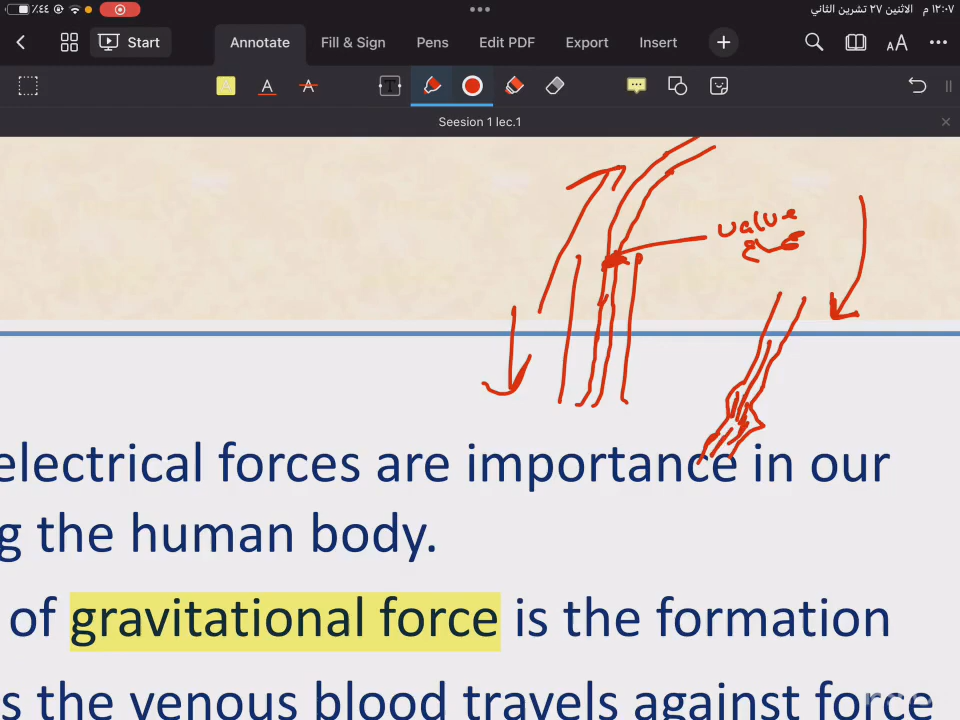 ٪٤٤ ١٢:٠٧ م الاثنين ٢٧ تشرين الثاني
Start Annotate Fill & Sign Pens Edit PDF Export Insert
Seesion 1 lec.1
value
electrical forces are importance in our
g the human body.
of gravitational force is the formation
s the venous blood travels against force